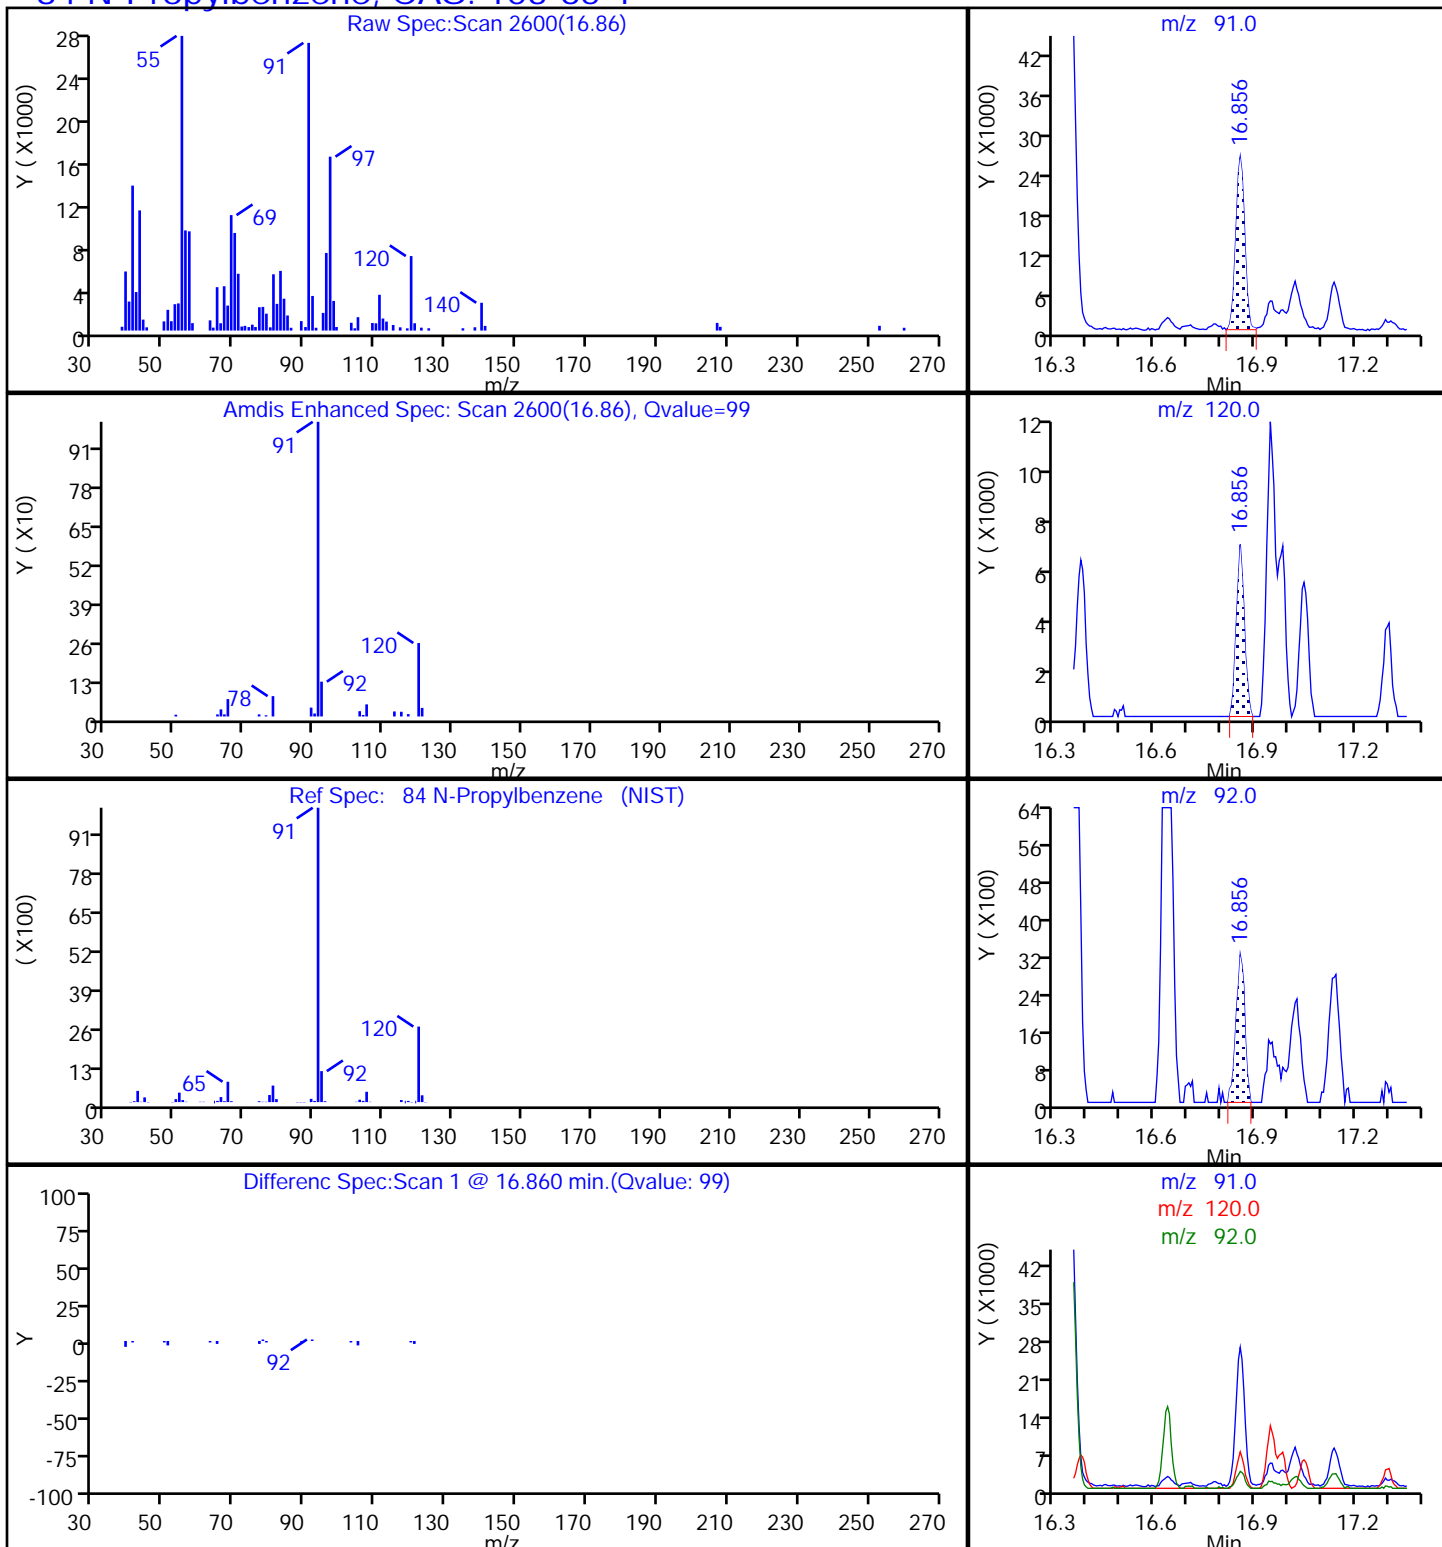 84 N-Propylbenzene, CAS: 103-65-1
Raw Spec:Scan 2600(16.86)
Y ( X1000)
28
24
20
16
12
8
4
0
55
91
97
69
120
140
30 50 70 90 110 130 150 170 190 210 230 250 270
m/z
m/z 91.0
Y ( X1000)
42
36
30
24
18
12
6
0
16.856
16.3 16.6 16.9 17.2
Min
Amdis Enhanced Spec: Scan 2600(16.86), Qvalue=99
Y ( X10)
91
78
65
52
39
26
13
0
91
120
92
78
30 50 70 90 110 130 150 170 190 210 230 250 270
m/z
m/z 120.0
Y ( X1000)
12
10
8
6
4
2
0
16.856
16.3 16.6 16.9 17.2
Min
Ref Spec: 84 N-Propylbenzene (NIST)
( X100)
91
78
65
52
39
26
13
0
91
120
92
65
30 50 70 90 110 130 150 170 190 210 230 250 270
m/z 92.0
Y ( X100)
64
56
48
40
32
24
16
8
0
16.856
16.3 16.6 16.9 17.2
Min
Differenc Spec:Scan 1 @ 16.860 min.(Qvalue: 99)
Y
100
75
50
25
0
-25
-50
-75
-100
92
30 50 70 90 110 130 150 170 190 210 230 250 270
m/z
m/z 91.0
m/z 120.0
m/z 92.0
Y ( X1000)
42
35
28
21
14
7
0
16.3 16.6 16.9 17.2
Min